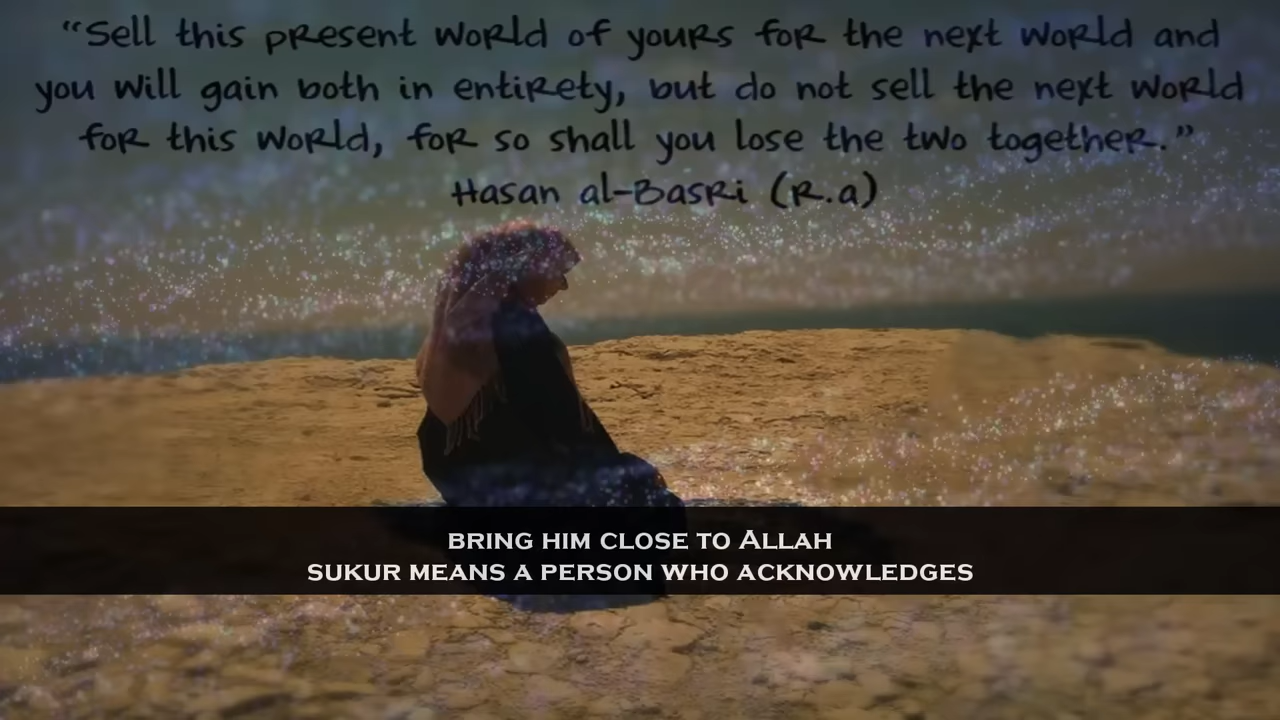 “Sell this present world of yours for the next world and
you will gain both in entirety, but do not sell the next world
for this world, for so shall you lose the two together.”
Hasan al-Basri (R.a)
BRING HIM CLOSE TO ALLAH
SUKUR MEANS A PERSON WHO ACKNOWLEDGES